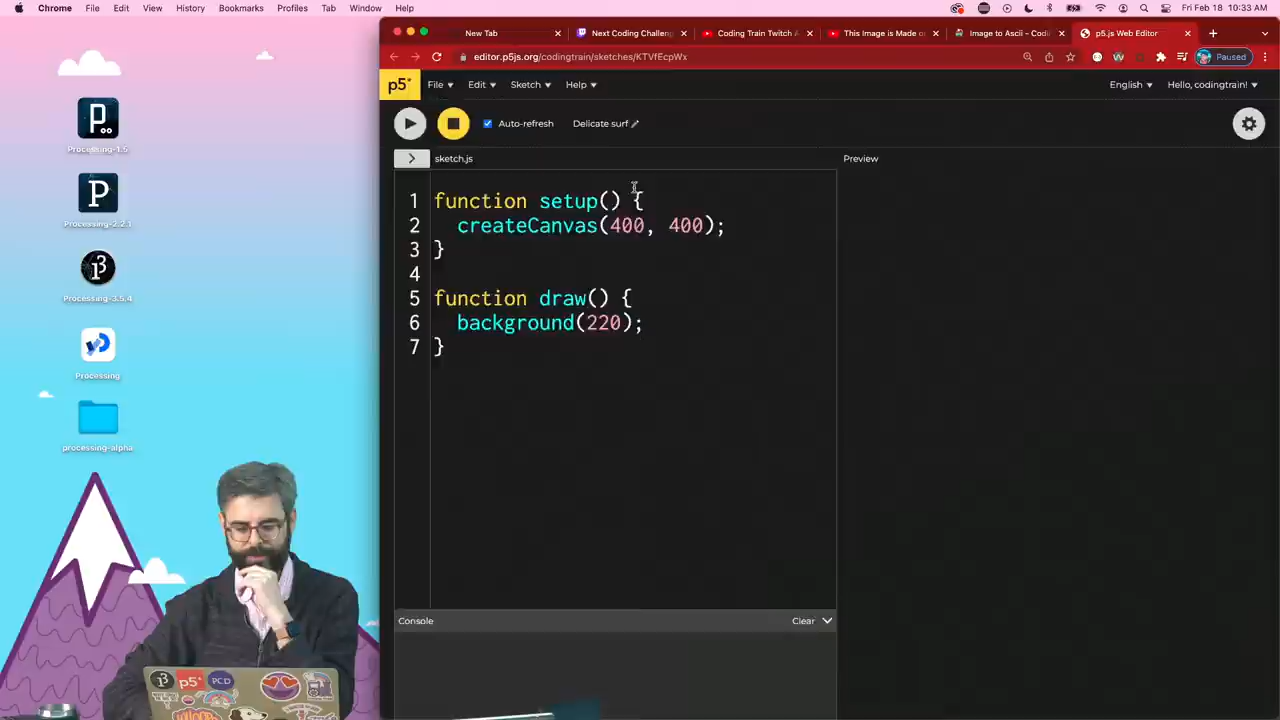 Chrome File Edit View History Bookmarks Profiles Tab Window Help Fri Feb 18 10:33 AM
New Tab Next Coding Challeng Coding Train Twitch A This Image is Made o Image to Ascii - Codi p5.js Web Editor
editor.p5js.org/codingtrain/sketches/KTVfEcpWx Paused
p5* File Edit Sketch Help English Hello, codingtrain!
Auto-refresh Delicate surf
> sketch.js Preview
1 function setup() {
2 createCanvas(400, 400);
3 }
4
5 function draw() {
6 background(220);
7 }
Console Clear
P
Processing-1.5
P
Processing-2.2.1
Processing-3.5.4
Processing
processing-alpha
p5* PCD